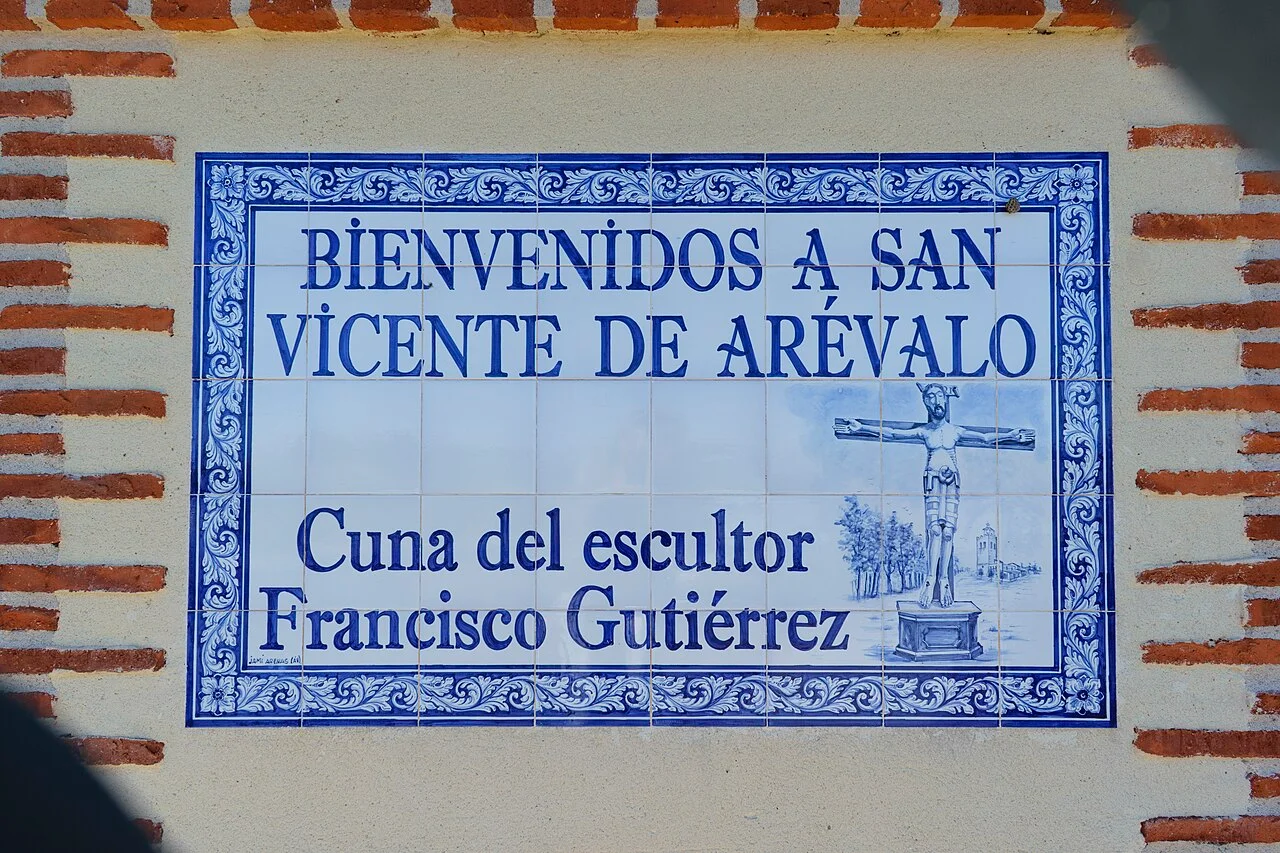 BIENVENIDOS A SAN
VICENTE DE ARÉVALO
Cuna del escultor
Francisco Gutiérrez